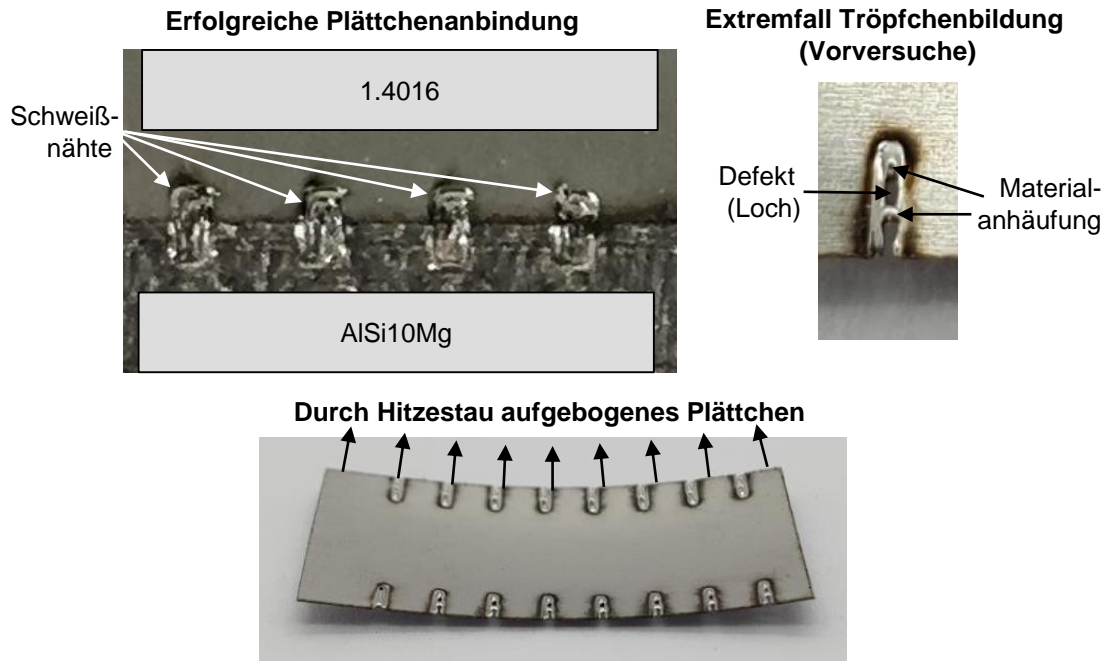 Erfolgreiche Plättchenanbindung
Extremfall Tröpfchenbildung
(Vorversuche)
1.4016
Schweiß-
nähte
AlSi10Mg
Defekt
(Loch)
Material-
anhäufung
Durch Hitzestau aufgebogenes Plättchen